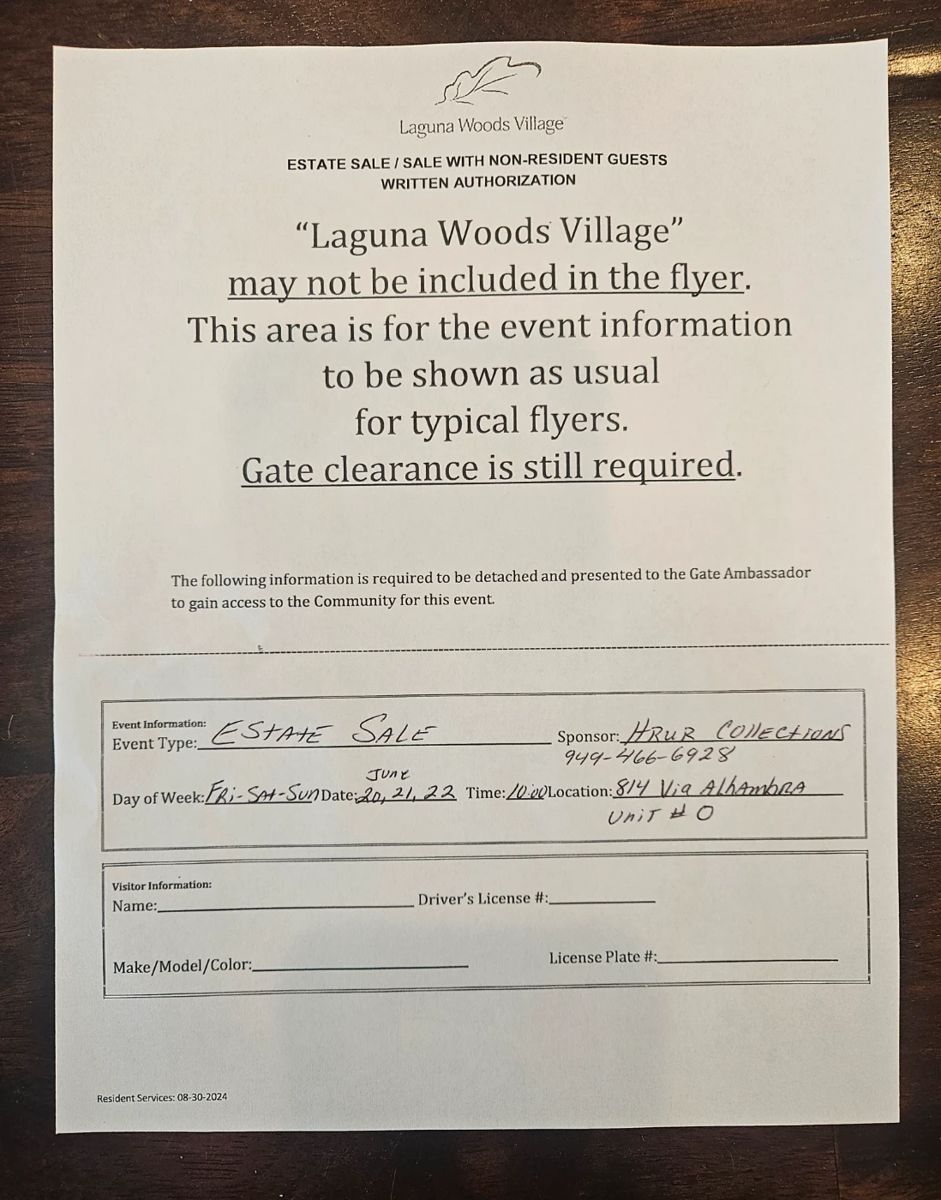 Laguna Woods Village
ESTATE SALE / SALE WITH NON-RESIDENT GUESTS
WRITTEN AUTHORIZATION
“Laguna Woods Village”
may not be included in the flyer.
This area is for the event information
to be shown as usual
for typical flyers.
Gate clearance is still required.
The following information is required to be detached and presented to the Gate Ambassador
to gain access to the Community for this event.
Event Information:
Event Type: ESTATE SALE Sponsor: HRUR COLLECTIONS
949-466-6928
June
Day of Week: FRi-SAt-Sun Date: 20, 21, 22 Time: 10:00 Location: 814 Via AlhambRA
Unit # O
Visitor Information:
Name: Driver's License #:
Make/Model/Color: License Plate #:
Resident Services: 08-30-2024